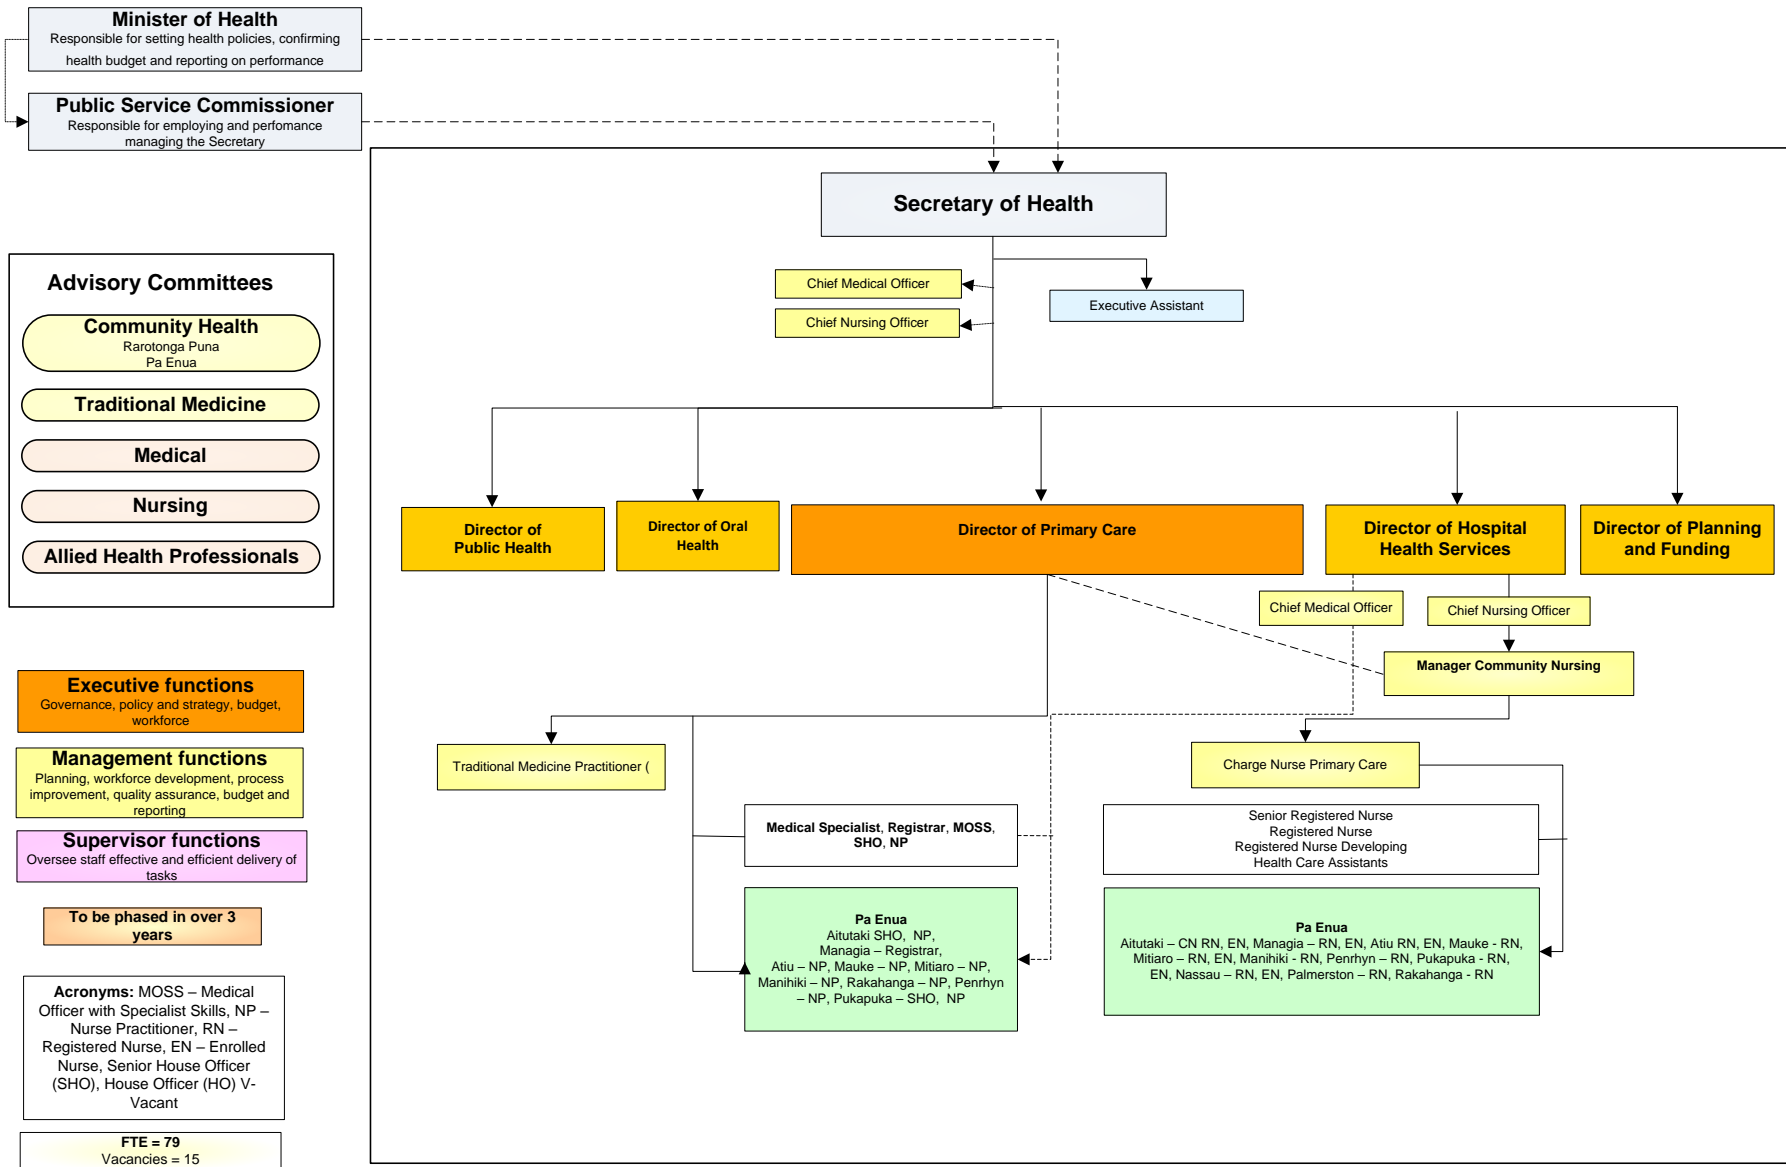 Minister of Health
Responsible for setting health policies, confirming
health budget and reporting on performance
Public Service Commissioner
Responsible for employing and perfomance
managing the Secretary
Secretary of Health
Chief Medical Officer
Executive Assistant
Chief Nursing Officer
Advisory Committees
Community Health
Rarotonga Puna
Pa Enua
Traditional Medicine
Medical
Nursing
Allied Health Professionals
Director of
Public Health
Director of Oral
Health
Director of Primary Care
Director of Hospital
Health Services
Director of Planning
and Funding
Chief Medical Officer
Chief Nursing Officer
Manager Community Nursing
Traditional Medicine Practitioner (
Charge Nurse Primary Care
Medical Specialist, Registrar, MOSS,
SHO, NP
Senior Registered Nurse
Registered Nurse
Registered Nurse Developing
Health Care Assistants
Pa Enua
Aitutaki SHO, NP,
Managia – Registrar,
Atiu – NP, Mauke – NP, Mitiaro – NP,
Manihiki – NP, Rakahanga – NP, Penrhyn
– NP, Pukapuka – SHO, NP
Pa Enua
Aitutaki – CN RN, EN, Managia – RN, EN, Atiu RN, EN, Mauke - RN,
Mitiaro – RN, EN, Manihiki - RN, Penrhyn – RN, Pukapuka - RN,
EN, Nassau – RN, EN, Palmerston – RN, Rakahanga - RN
Executive functions
Governance, policy and strategy, budget,
workforce
Management functions
Planning, workforce development, process
improvement, quality assurance, budget and
reporting
Supervisor functions
Oversee staff effective and efficient delivery of
tasks
To be phased in over 3
years
Acronyms: MOSS – Medical
Officer with Specialist Skills, NP –
Nurse Practitioner, RN –
Registered Nurse, EN – Enrolled
Nurse, Senior House Officer
(SHO), House Officer (HO) V-
Vacant
FTE = 79
Vacancies = 15